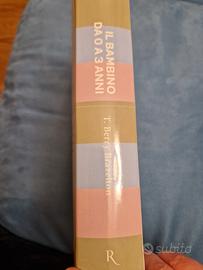 IL BAMBINO
DA 0 A 3 ANNI
T. Berry Brazelton
R
subito